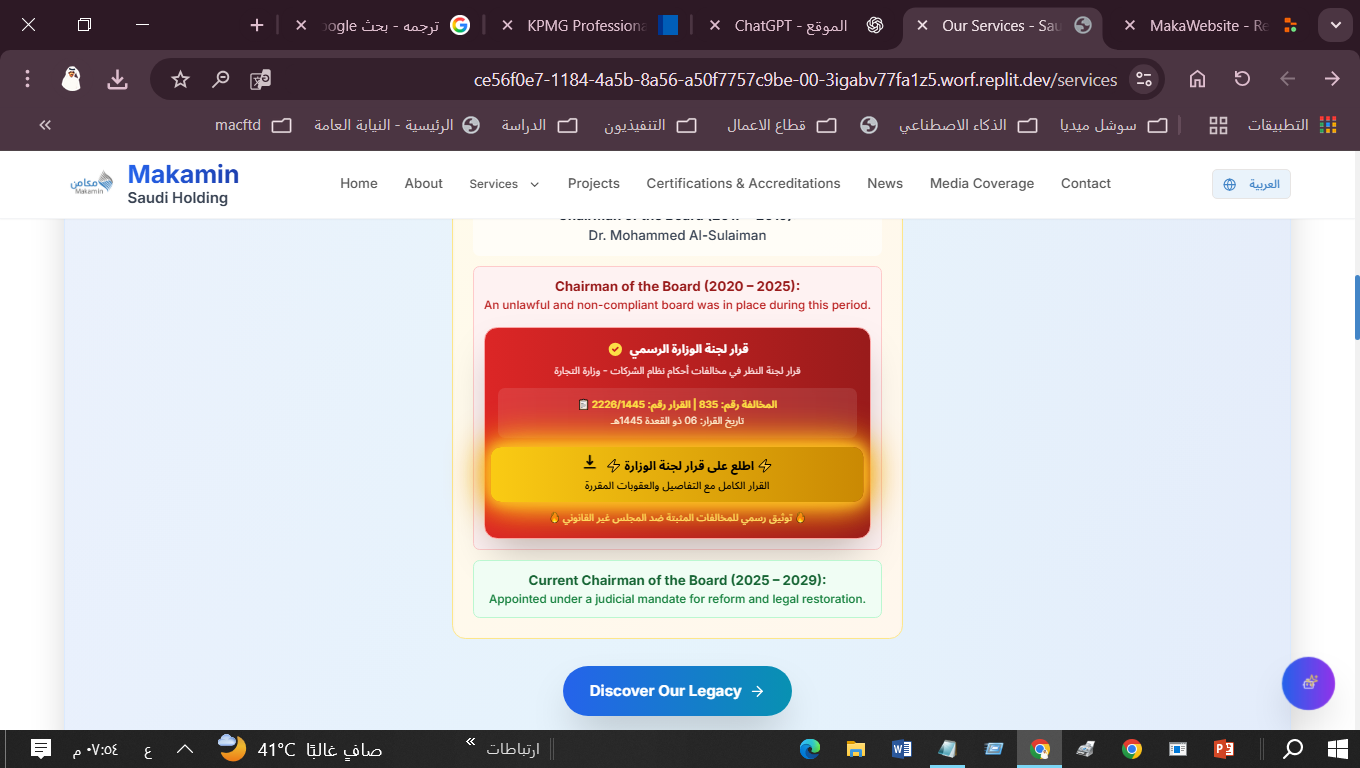 ترجمه - بحث Google
KPMG Professiona
الموقع - ChatGPT
Our Services - Sau
MakaWebsite - Re
ce56f0e7-1184-4a5b-8a56-a50f7757c9be-00-3igabv77fa1z5.worf.replit.dev/services
التطبيقات
سوشل ميديا
الذكاء الاصطناعي
قطاع الاعمال
التنفيذيون
الدراسة
الرئيسية - النيابة العامة
macftd
مكامن
Makamin
Makamin
Saudi Holding
Home
About
Services
Projects
Certifications & Accreditations
News
Media Coverage
Contact
العربية
Dr. Mohammed Al-Sulaiman
Chairman of the Board (2020 – 2025):
An unlawful and non-compliant board was in place during this period.
قرار لجنة الوزارة الرسمي
قرار لجنة النظر في مخالفات أحكام نظام الشركات - وزارة التجارة
المخالفة رقم: 835 | القرار رقم: 2226/1445
تاريخ القرار: 06 ذو القعدة 1445هـ
⚡ اطلع على قرار لجنة الوزارة ⚡
القرار الكامل مع التفاصيل والعقوبات المقررة
🔥 توثيق رسمي للمخالفات المثبتة ضد المجلس غير القانوني 🔥
Current Chairman of the Board (2025 – 2029):
Appointed under a judicial mandate for reform and legal restoration.
Discover Our Legacy →
٠٧:٥٤ م
ع
41°C صافٍ غالبًا
ارتباطات